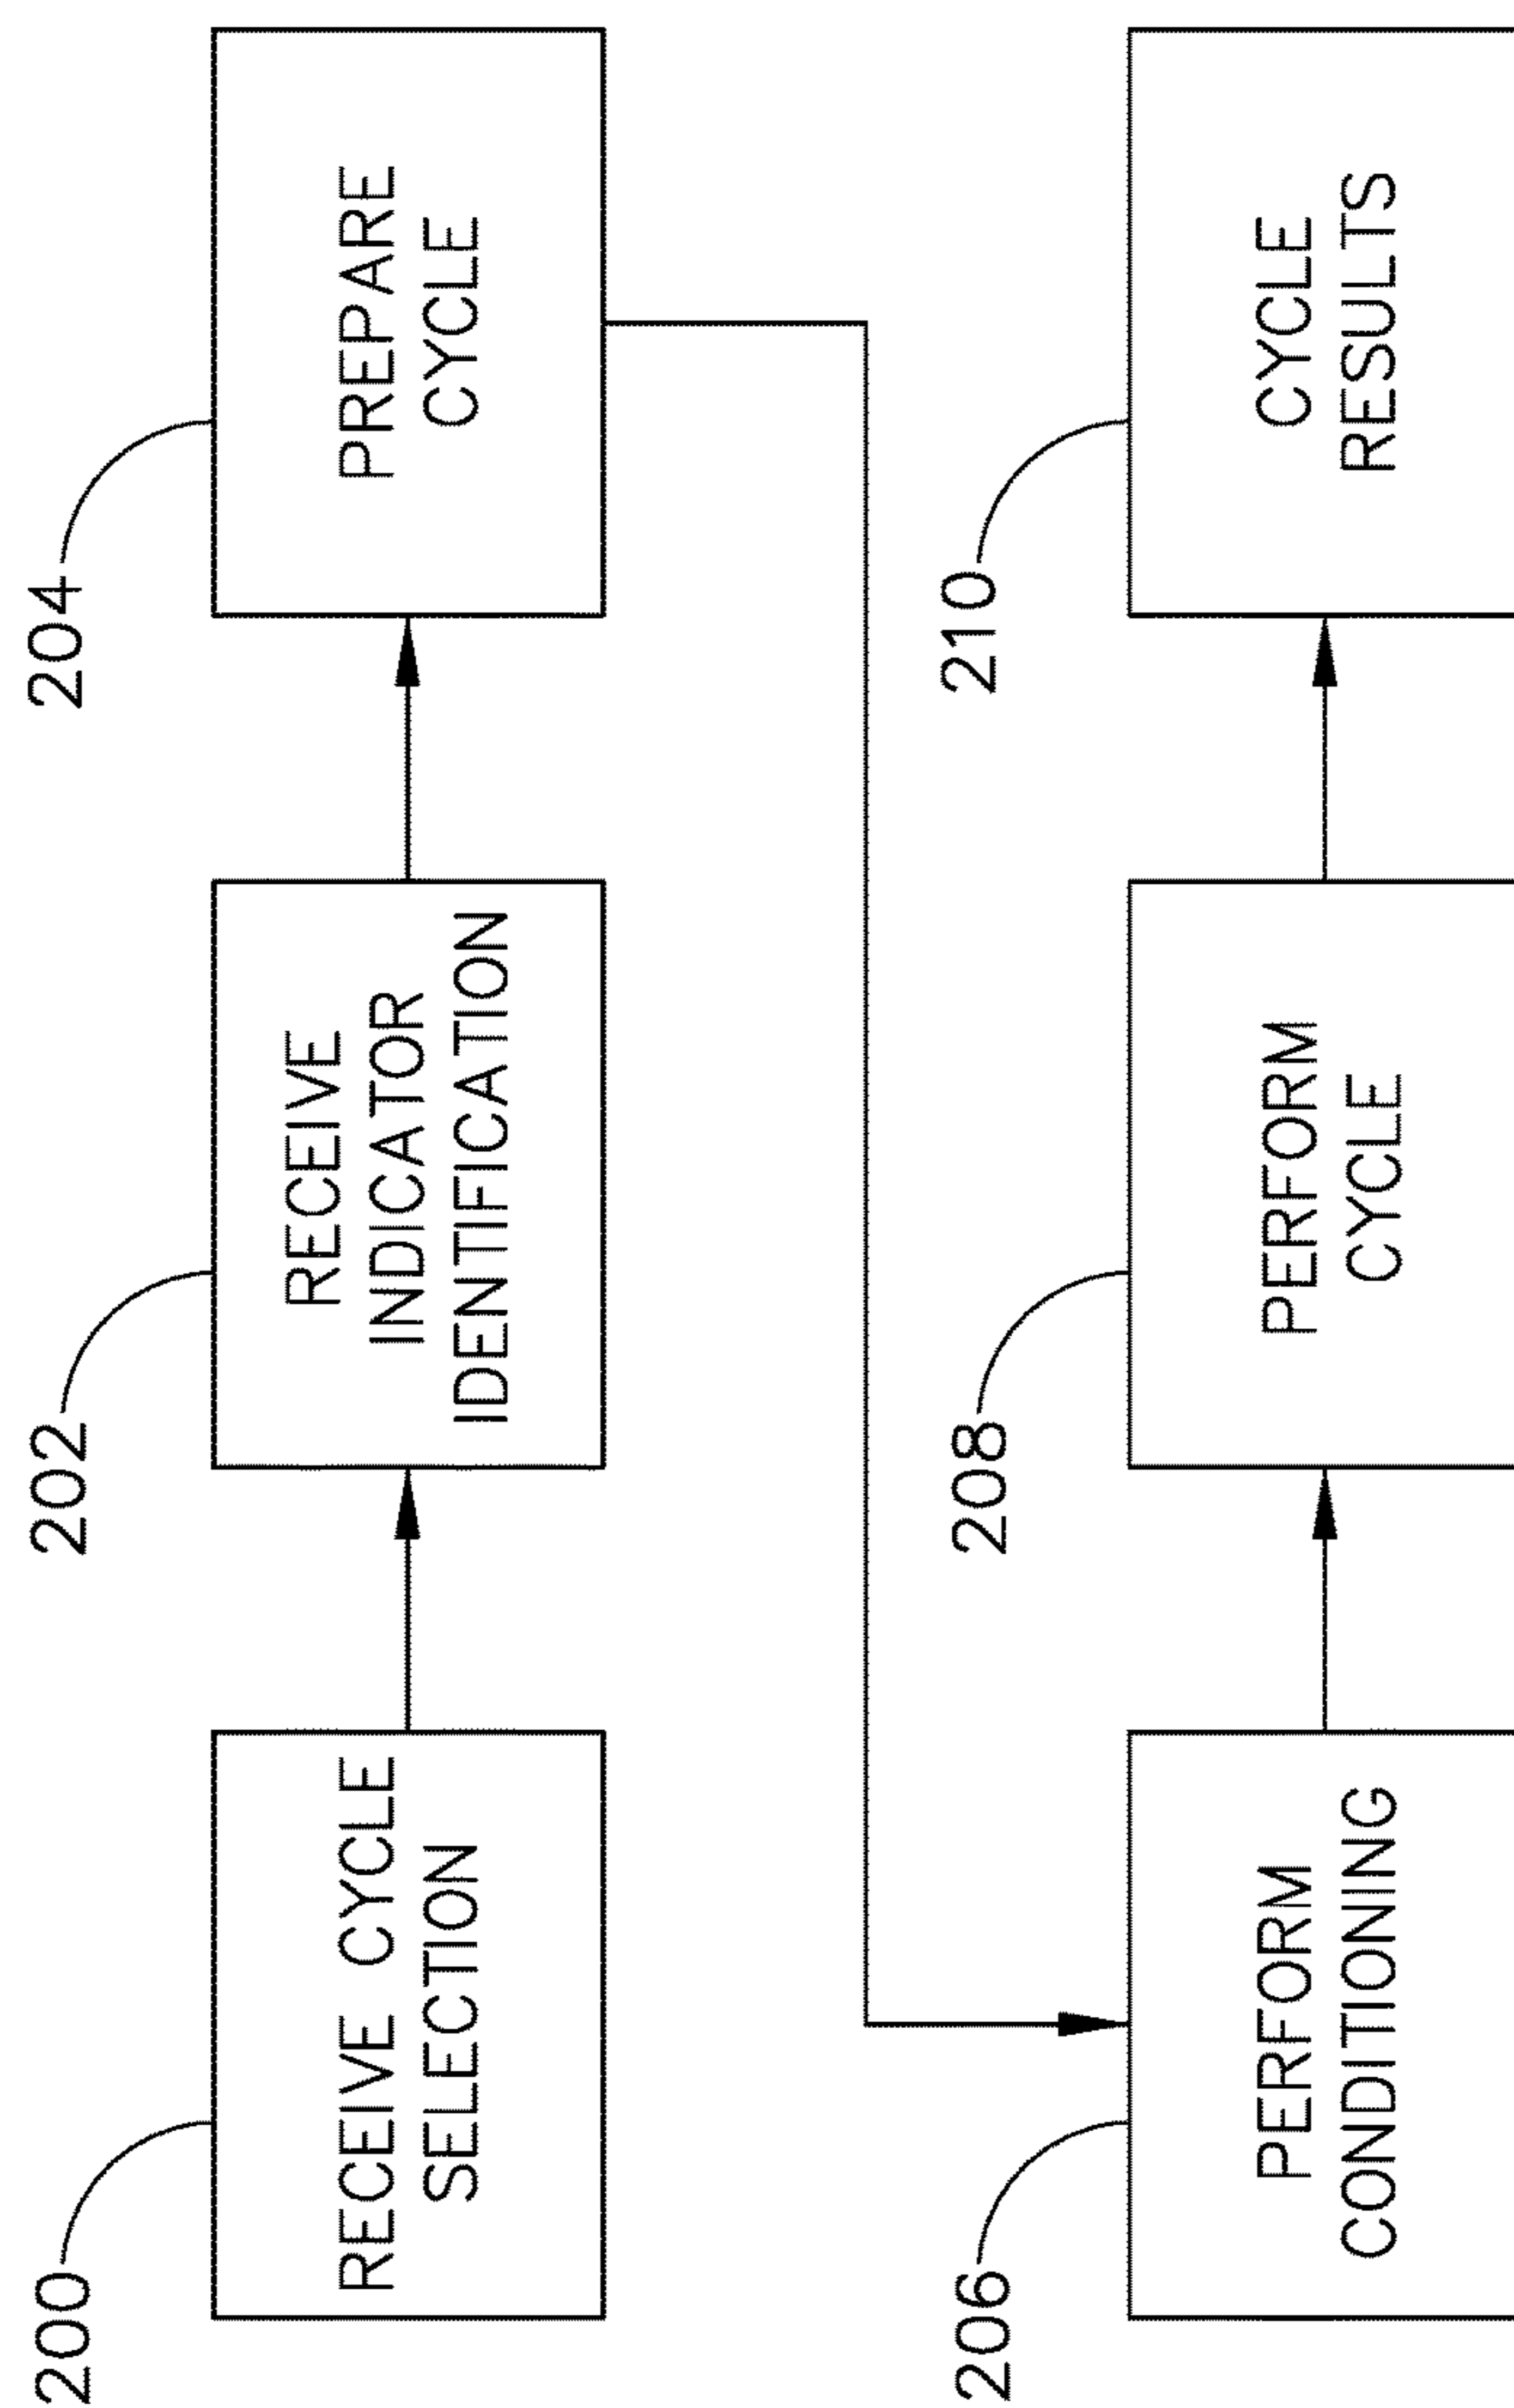 200
RECEIVE CYCLE
SELECTION
202
RECEIVE
INDICATOR
IDENTIFICATION
204
PREPARE
CYCLE
206
PERFORM
CONDITIONING
208
PERFORM
CYCLE
210
CYCLE
RESULTS